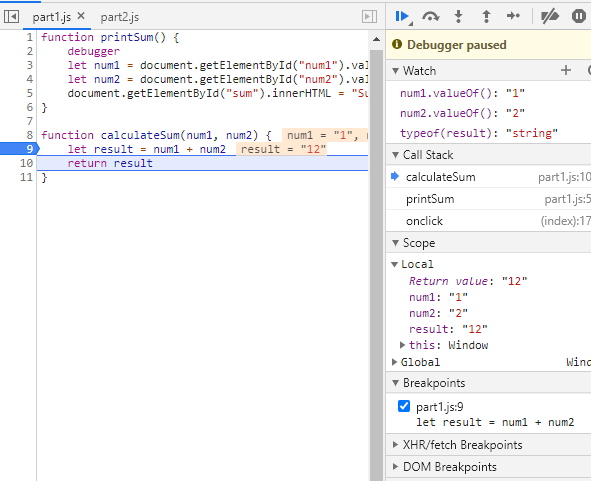 part1.js × part2.js
1 function printSum() {
2 debugger
3 let num1 = document.getElementById("num1").val
4 let num2 = document.getElementById("num2").val
5 document.getElementById("sum").innerHTML = "Su
6 }
7
8 function calculateSum(num1, num2) { num1 = "1", n
9 let result = num1 + num2 result = "12"
10 return result
11 }
Debugger paused
Watch
num1.valueOf(): "1"
num2.valueOf(): "2"
typeof(result): "string"
Call Stack
calculateSum part1.js:10
printSum part1.js:5
onclick (index):17
Scope
Local
Return value: "12"
num1: "1"
num2: "2"
result: "12"
this: Window
Global Wind
Breakpoints
part1.js:9
let result = num1 + num2
XHR/fetch Breakpoints
DOM Breakpoints